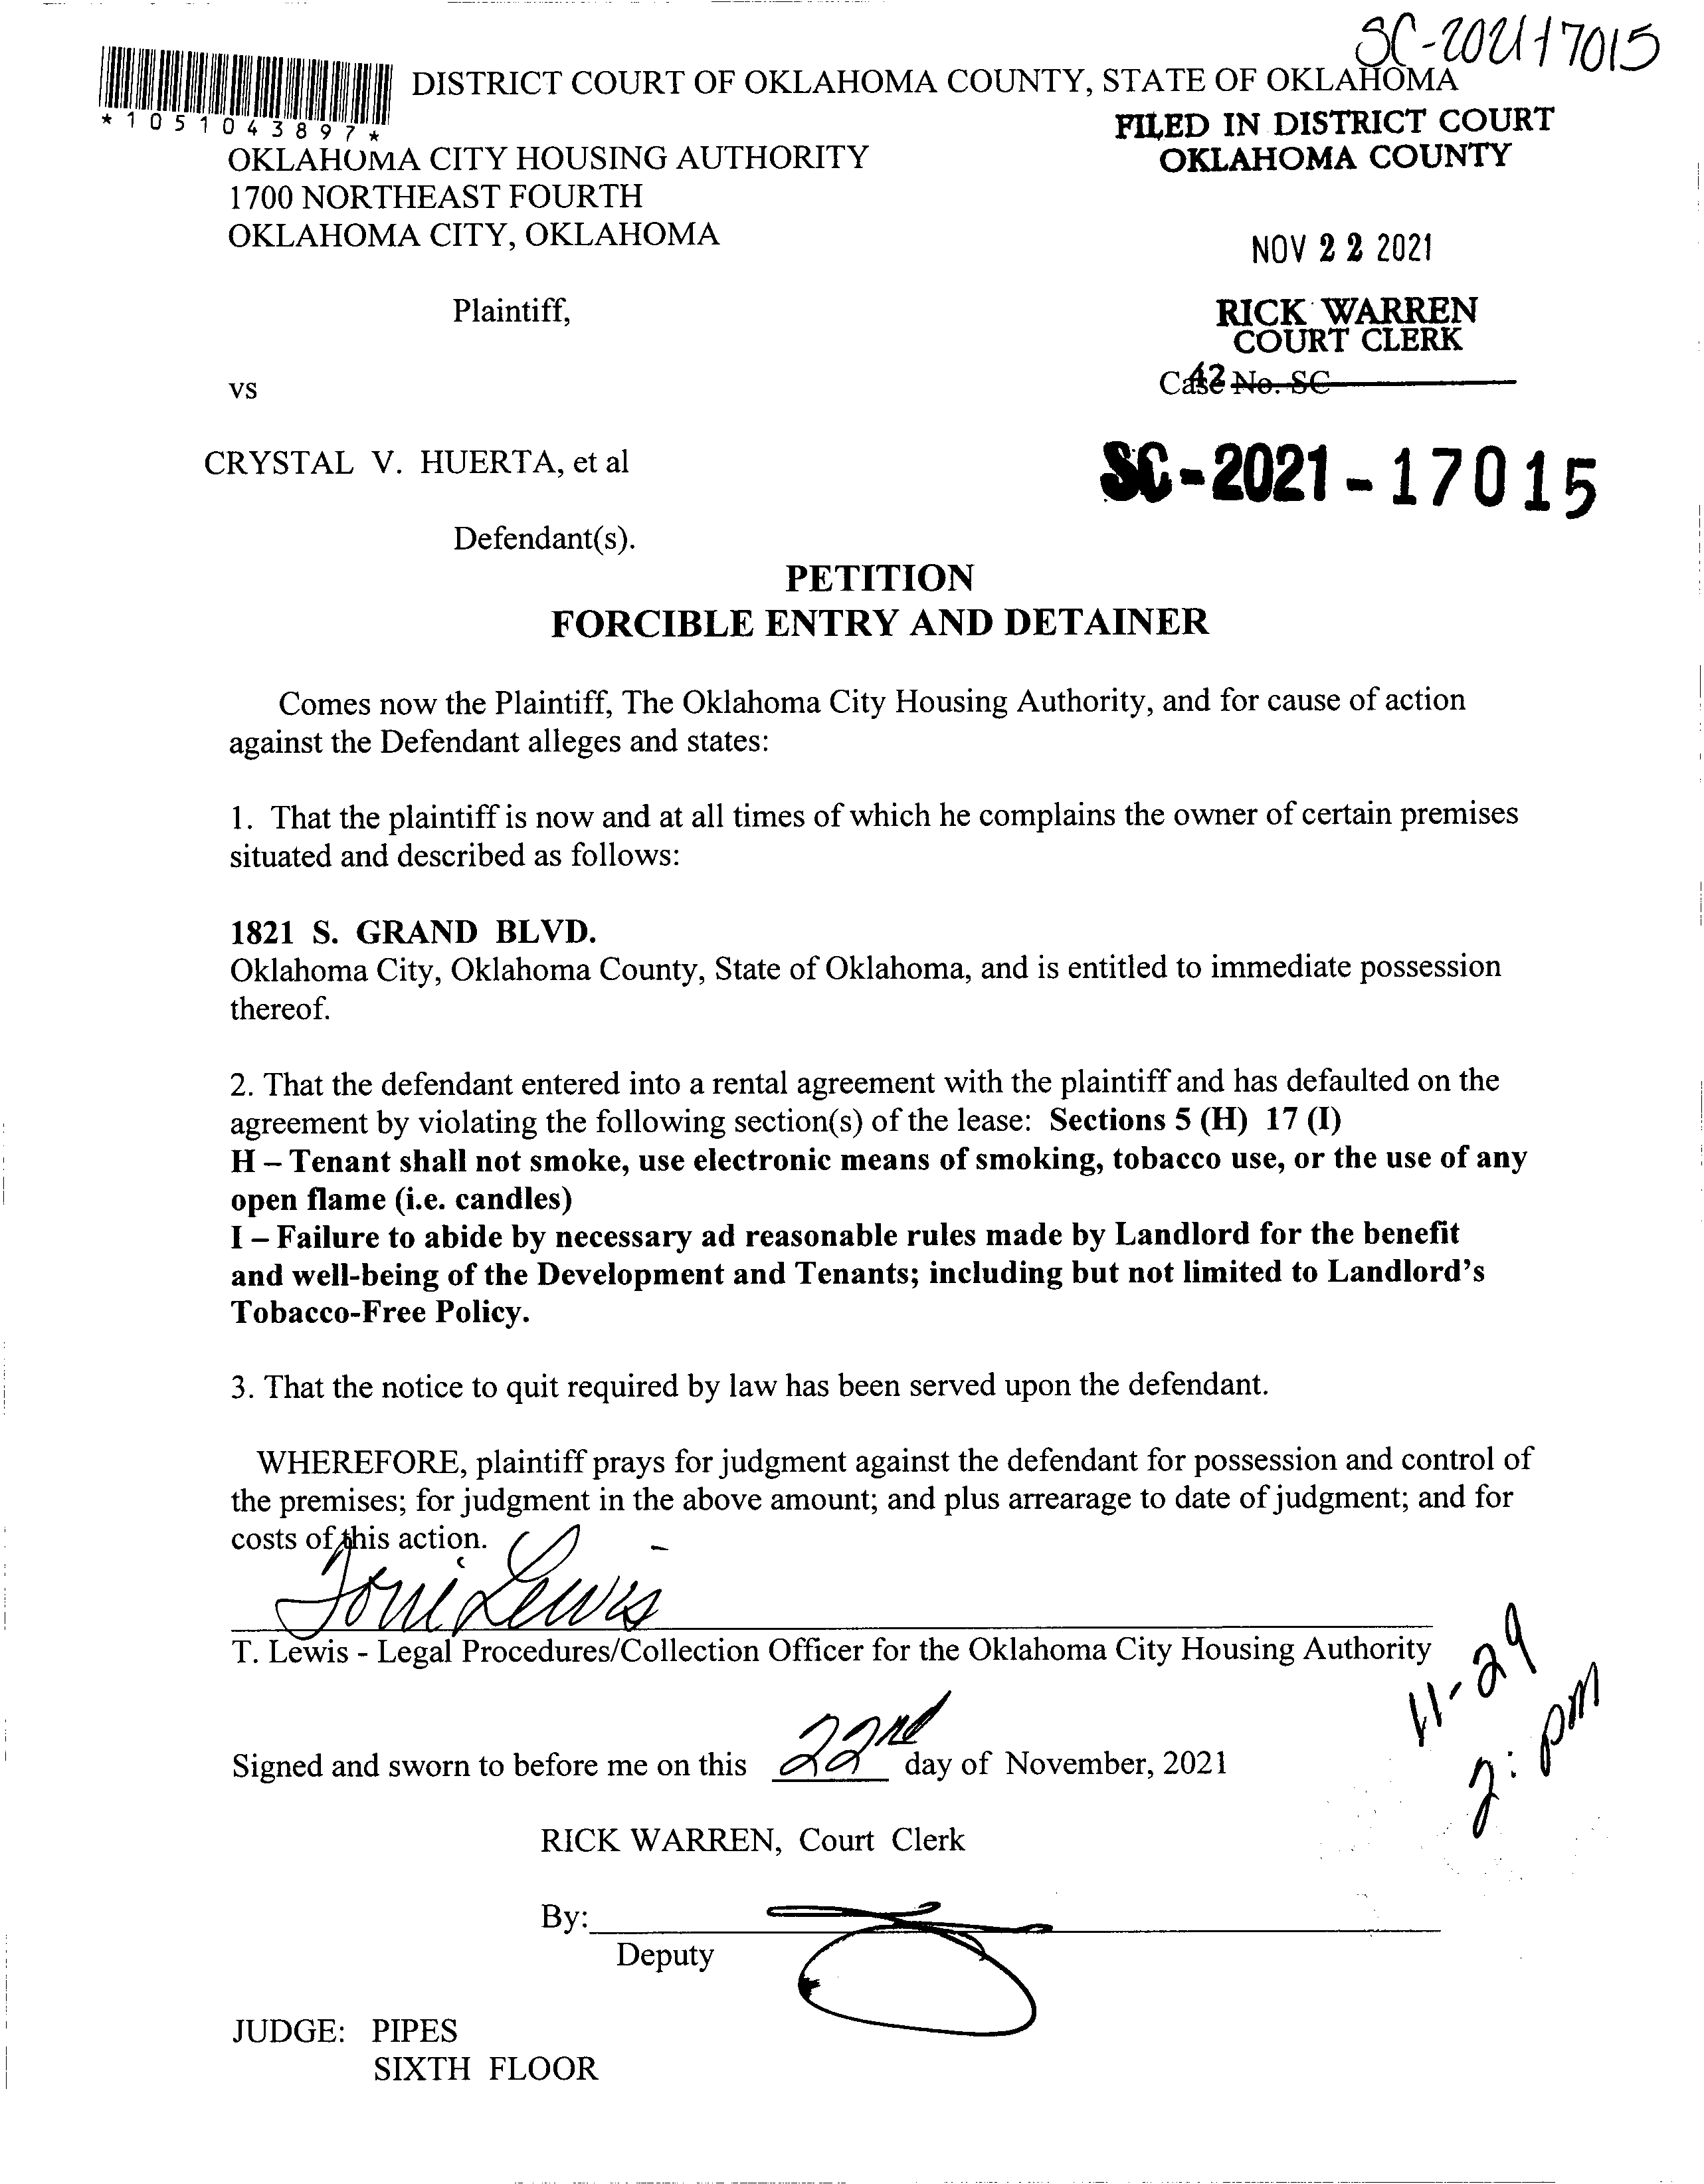 SC-2021-17015
DISTRICT COURT OF OKLAHOMA COUNTY, STATE OF OKLAHOMA
*1051043897*
FILED IN DISTRICT COURT
OKLAHOMA COUNTY
OKLAHOMA CITY HOUSING AUTHORITY
1700 NORTHEAST FOURTH
OKLAHOMA CITY, OKLAHOMA
NOV 22 2021
Plaintiff,
RICK WARREN
COURT CLERK
42
Case No. SC
vs
CRYSTAL V. HUERTA, et al
SC-2021-17015
Defendant(s).
PETITION
FORCIBLE ENTRY AND DETAINER
Comes now the Plaintiff, The Oklahoma City Housing Authority, and for cause of action
against the Defendant alleges and states:
1. That the plaintiff is now and at all times of which he complains the owner of certain premises
situated and described as follows:
1821 S. GRAND BLVD.
Oklahoma City, Oklahoma County, State of Oklahoma, and is entitled to immediate possession
thereof.
2. That the defendant entered into a rental agreement with the plaintiff and has defaulted on the
agreement by violating the following section(s) of the lease: Sections 5 (H) 17 (I)
H – Tenant shall not smoke, use electronic means of smoking, tobacco use, or the use of any
open flame (i.e. candles)
I – Failure to abide by necessary ad reasonable rules made by Landlord for the benefit
and well-being of the Development and Tenants; including but not limited to Landlord's
Tobacco-Free Policy.
3. That the notice to quit required by law has been served upon the defendant.
WHEREFORE, plaintiff prays for judgment against the defendant for possession and control of
the premises; for judgment in the above amount; and plus arrearage to date of judgment; and for
costs of this action.
Toni Lewis
T. Lewis - Legal Procedures/Collection Officer for the Oklahoma City Housing Authority
11-29
2: pm
Signed and sworn to before me on this 22nd day of November, 2021
RICK WARREN, Court Clerk
By:
Deputy
JUDGE: PIPES
SIXTH FLOOR